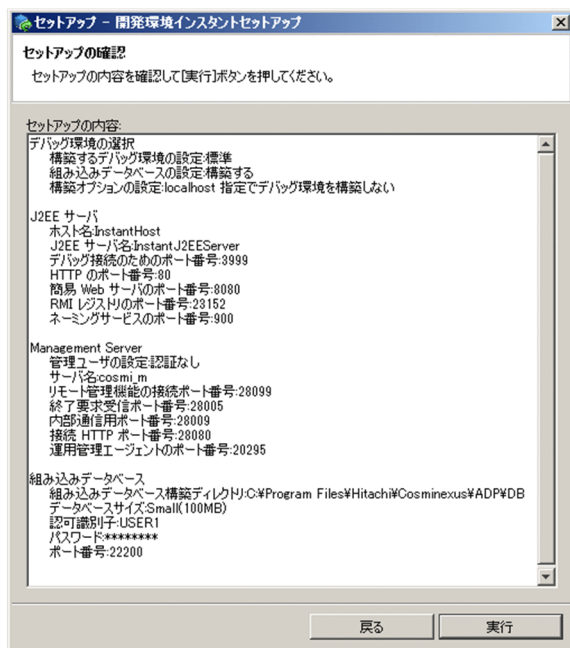 セットアップ - 開発環境インスタントセットアップ
セットアップの確認
セットアップの内容を確認して[実行]ボタンを押してください。
セットアップの内容:
デバッグ環境の選択
構築するデバッグ環境の設定:標準
組み込みデータベースの設定:構築する
構築オプションの設定:localhost 指定でデバッグ環境を構築しない
J2EE サーバ
ホスト名:InstantHost
J2EE サーバ名:InstantJ2EEServer
デバッグ接続のためのポート番号:3999
HTTP のポート番号:80
簡易 Web サーバのポート番号:8080
RMI レジストリのポート番号:23152
ネーミングサービスのポート番号:900
Management Server
管理ユーザの設定:認証なし
サーバ名:cosmi_m
リモート管理機能の接続ポート番号:28099
終了要求受信ポート番号:28005
内部通信用ポート番号:28009
接続 HTTP ポート番号:28080
運用管理エージェントのポート番号:20295
組み込みデータベース
組み込みデータベース構築ディレクトリ:C:¥Program Files¥Hitachi¥Cosminexus¥ADP¥DB
データベースサイズ:Small(100MB)
認可識別子:USER1
パスワード:********
ポート番号:22200
戻る
実行